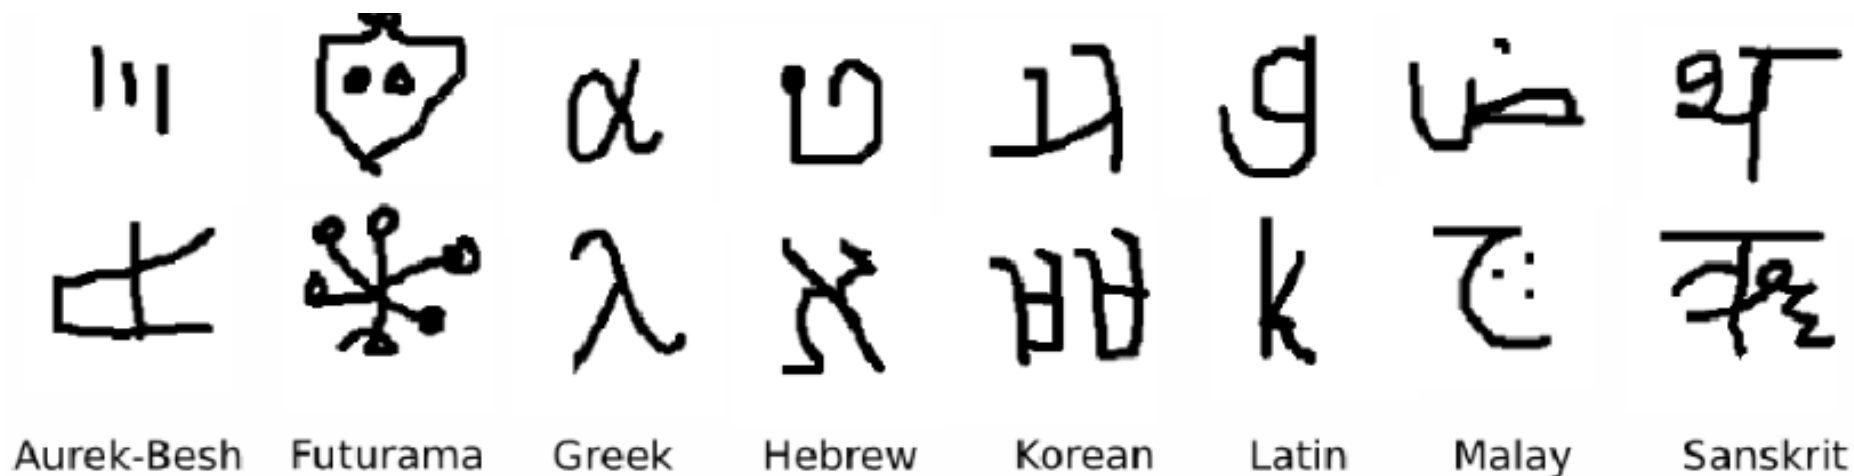 α ט ㅋ g ض थ
λ א ㅃ k ج ऋ
Aurek-Besh Futurama Greek Hebrew Korean Latin Malay Sanskrit